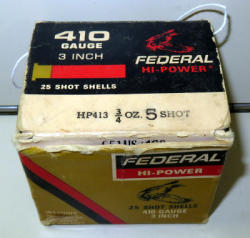 410
GAUGE
3 INCH
25 SHOT SHELLS
FEDERAL
HI-POWER
HP413 3/4 OZ. 5 SHOT
FEDERAL
HI-POWER
25 SHOT SHELLS
410 GAUGE
3 INCH